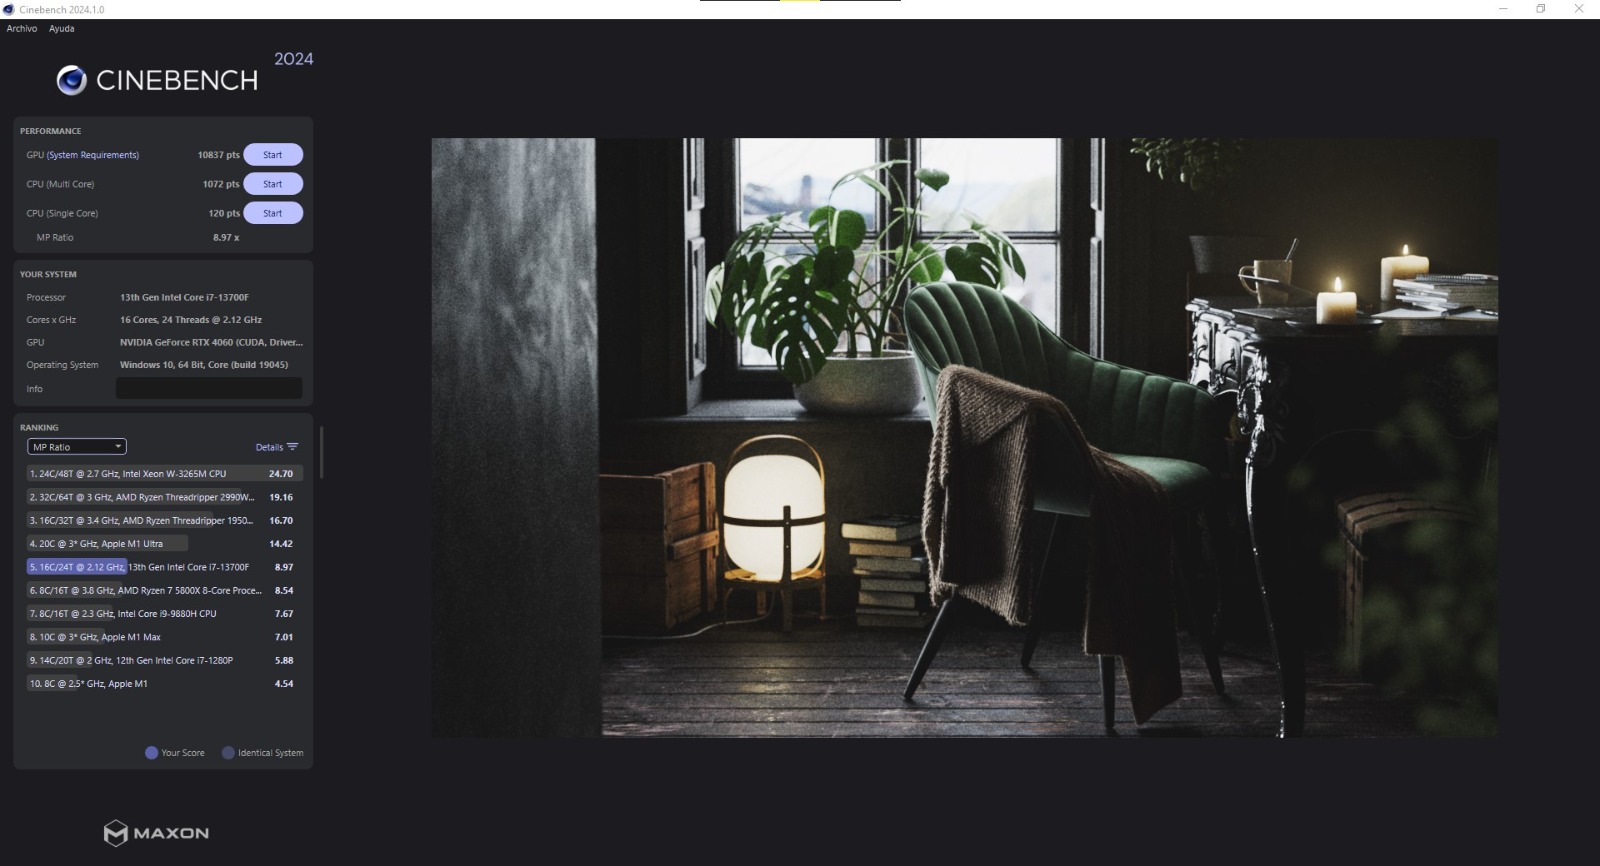 Cinebench 2024.1.0
Archivo Ayuda
2024
CINEBENCH
PERFORMANCE
GPU (System Requirements) 10837 pts Start
CPU (Multi Core) 1072 pts Start
CPU (Single Core) 120 pts Start
MP Ratio 8.97 x
YOUR SYSTEM
Processor 13th Gen Intel Core i7-13700F
Cores x GHz 16 Cores, 24 Threads @ 2.12 GHz
GPU NVIDIA GeForce RTX 4060 (CUDA, Driver...
Operating System Windows 10, 64 Bit, Core (build 19045)
Info
RANKING
MP Ratio Details
1. 24C/48T @ 2.7 GHz, Intel Xeon W-3265M CPU 24.70
2. 32C/64T @ 3 GHz, AMD Ryzen Threadripper 2990W... 19.16
3. 16C/32T @ 3.4 GHz, AMD Ryzen Threadripper 1950... 16.70
4. 20C @ 3* GHz, Apple M1 Ultra 14.42
5. 16C/24T @ 2.12 GHz, 13th Gen Intel Core i7-13700F 8.97
6. 8C/16T @ 3.8 GHz, AMD Ryzen 7 5800X 8-Core Proce... 8.54
7. 8C/16T @ 2.3 GHz, Intel Core i9-9880H CPU 7.67
8. 10C @ 3* GHz, Apple M1 Max 7.01
9. 14C/20T @ 2 GHz, 12th Gen Intel Core i7-1280P 5.88
10. 8C @ 2.5* GHz, Apple M1 4.54
Your Score Identical System
MAXON